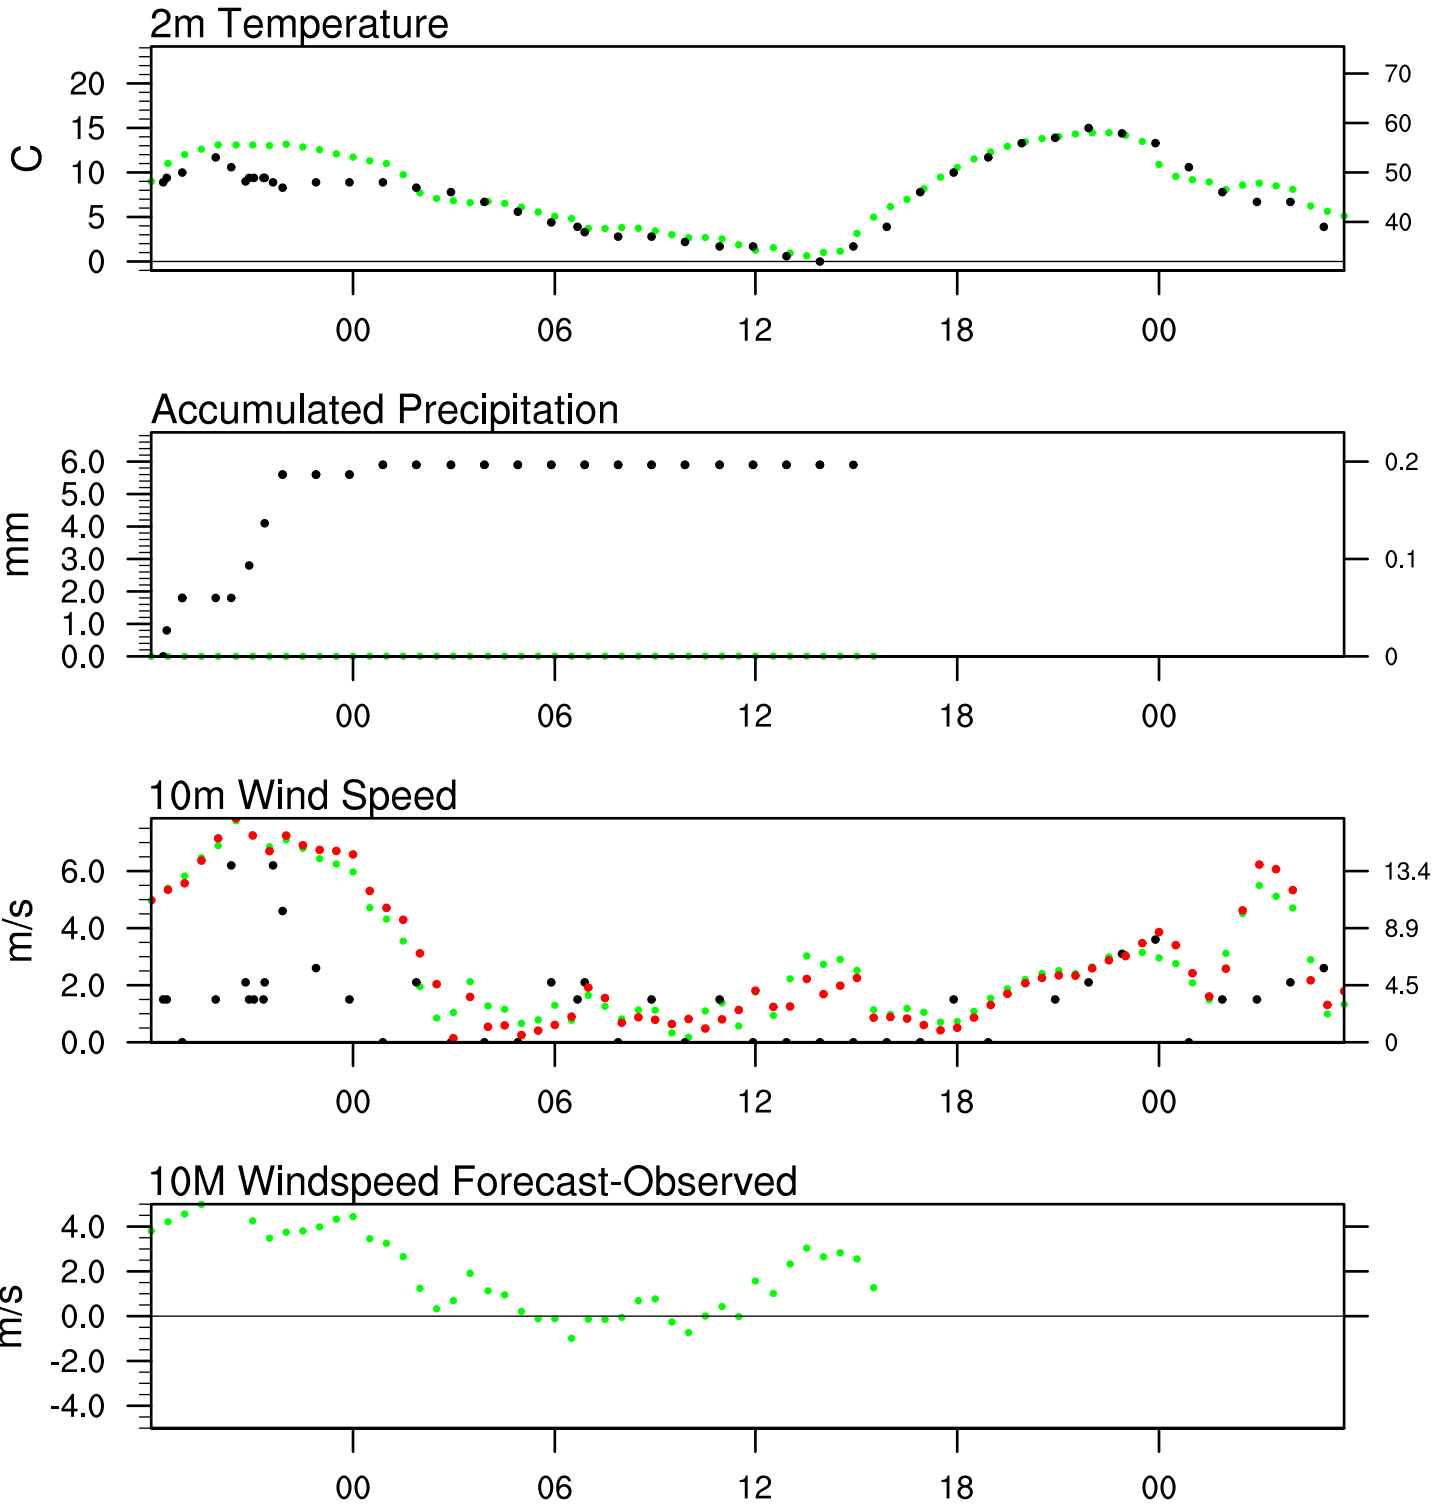 2m Temperature
20
15
10
5
0
C
70
60
50
40
00 06 12 18 00
Accumulated Precipitation
6.0
5.0
4.0
3.0
2.0
1.0
0.0
mm
0.2
0.1
0
00 06 12 18 00
10m Wind Speed
6.0
4.0
2.0
0.0
m/s
13.4
8.9
4.5
0
00 06 12 18 00
10M Windspeed Forecast-Observed
4.0
2.0
0.0
-2.0
-4.0
m/s
00 06 12 18 00